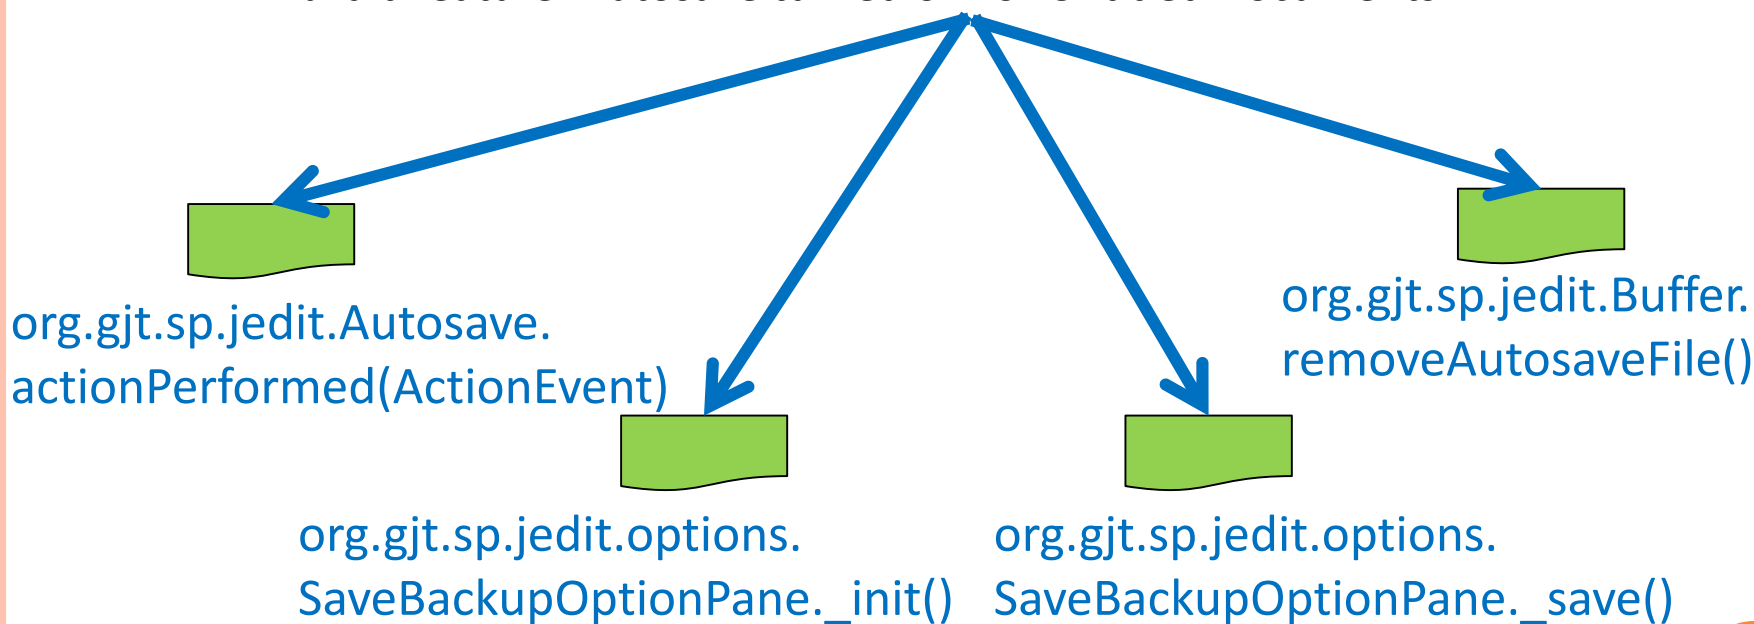 org.gjt.sp.jedit.Autosave.
actionPerformed(ActionEvent)
org.gjt.sp.jedit.options.
SaveBackupOptionPane._init()
org.gjt.sp.jedit.options.
SaveBackupOptionPane._save()
org.gjt.sp.jedit.Buffer.
removeAutosaveFile()